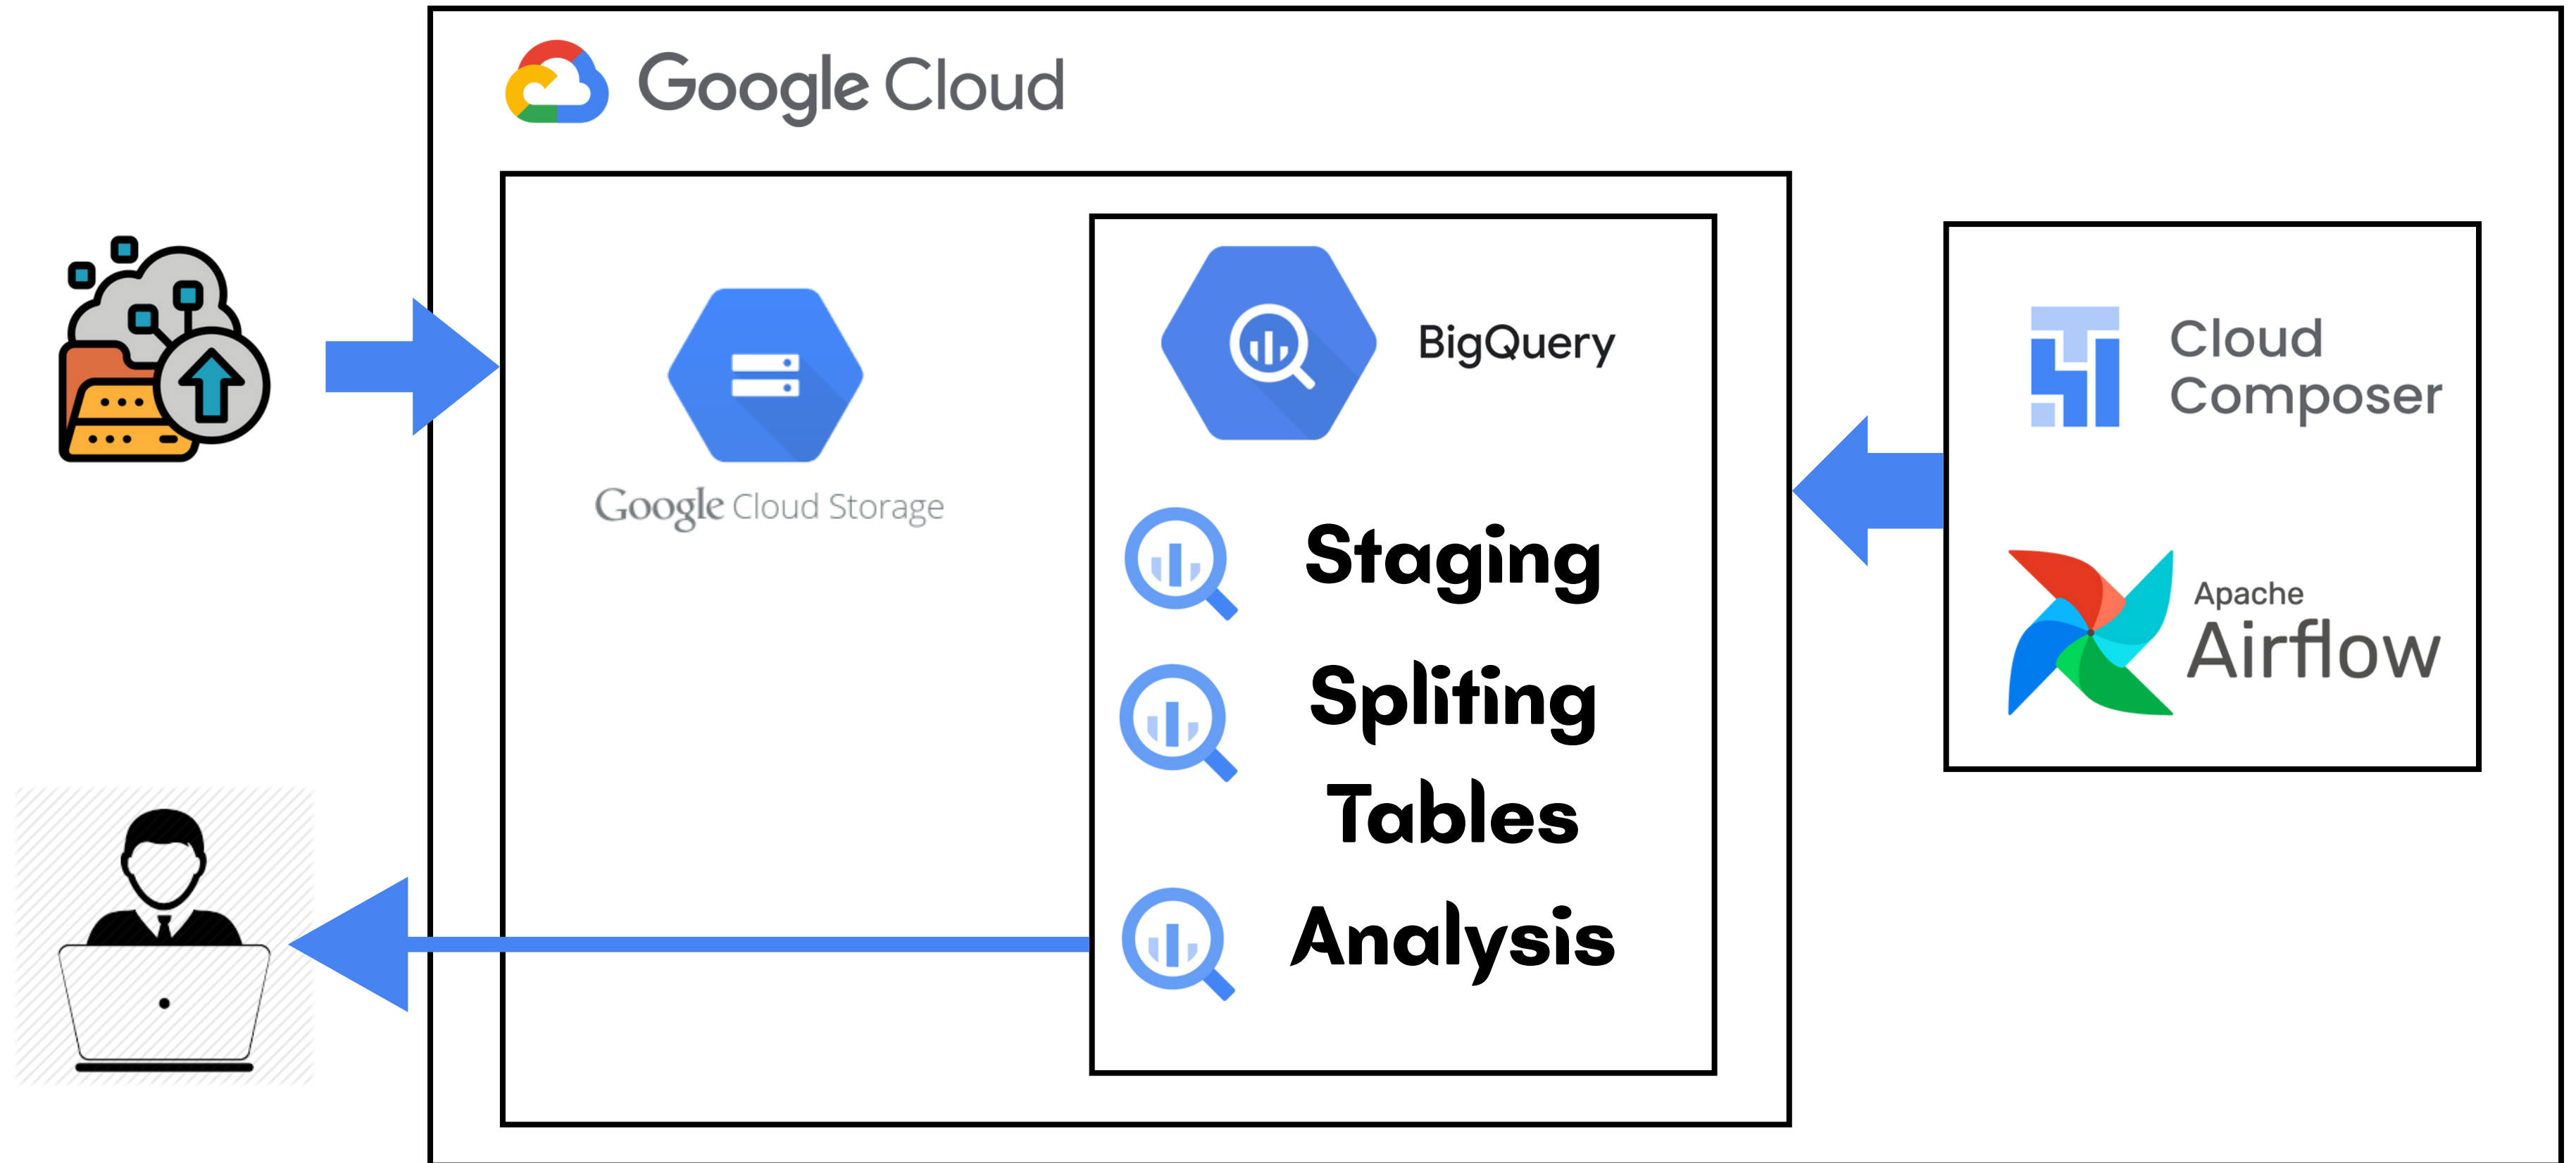 Google Cloud
Google Cloud Storage
BigQuery
Staging
Spliting
Tables
Analysis
Cloud
Composer
Apache
Airflow